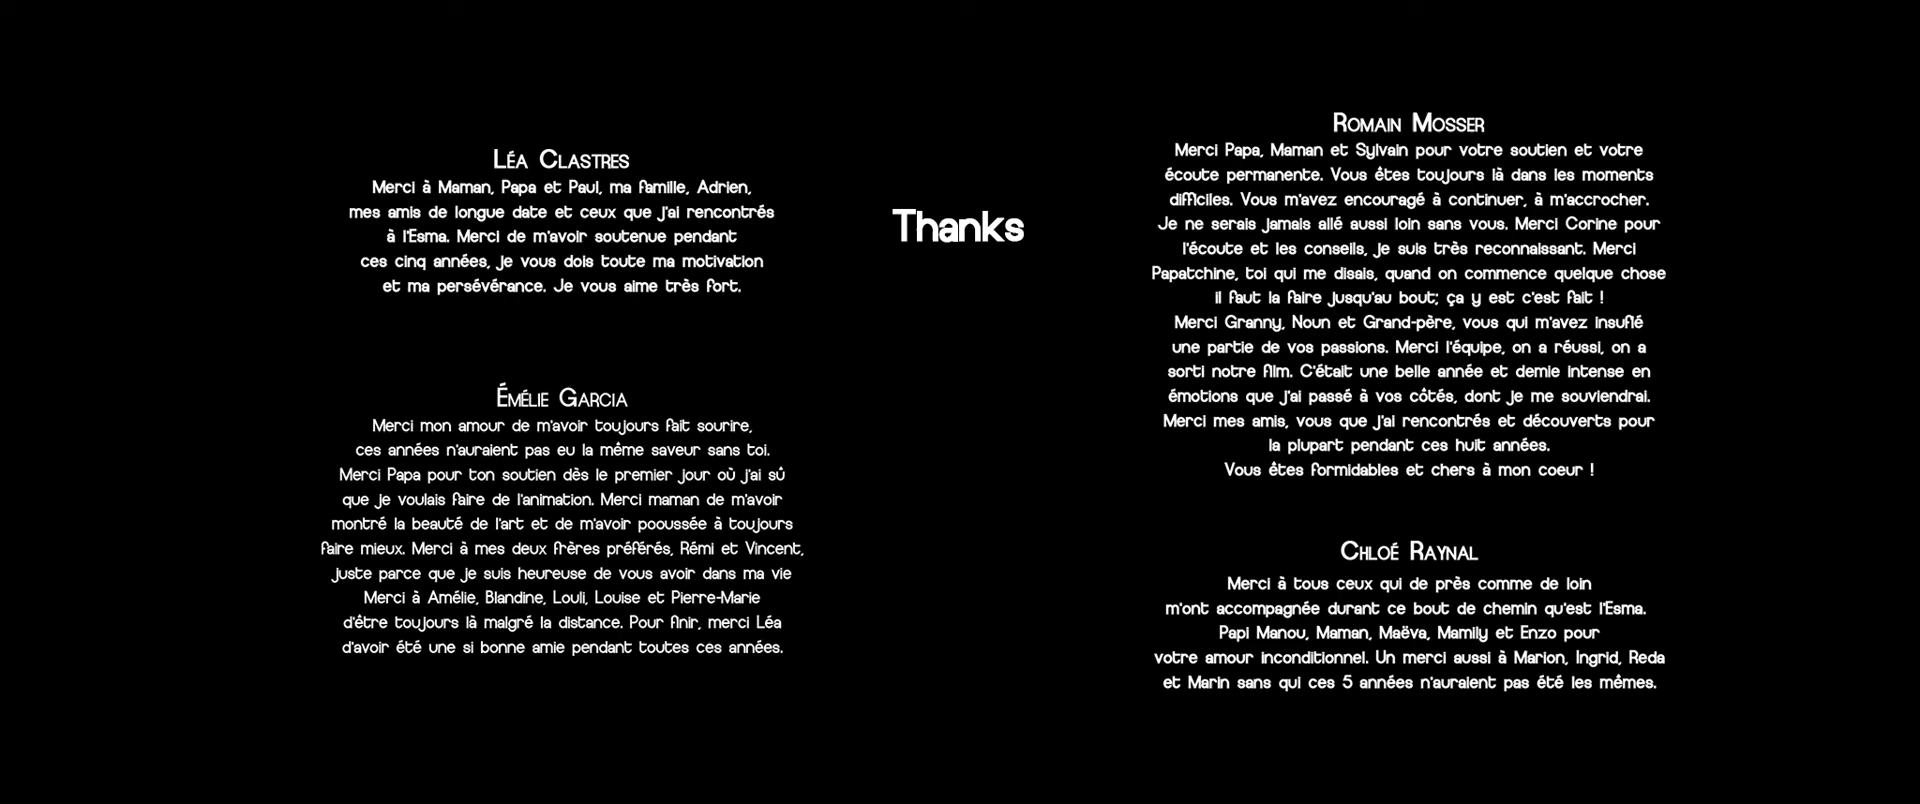 Léa Clastres
Merci à Maman, Papa et Paul, ma famille, Adrien,
mes amis de longue date et ceux que j'ai rencontrés
à l'Esma. Merci de m'avoir soutenue pendant
ces cinq années, je vous dois toute ma motivation
et ma persévérance. Je vous aime très fort.
Émélie Garcia
Merci mon amour de m'avoir toujours fait sourire,
ces années n'auraient pas eu la même saveur sans toi.
Merci Papa pour ton soutien dès le premier jour où j'ai sû
que je voulais faire de l'animation. Merci maman de m'avoir
montré la beauté de l'art et de m'avoir pooussée à toujours
faire mieux. Merci à mes deux frères préférés, Rémi et Vincent,
juste parce que je suis heureuse de vous avoir dans ma vie
Merci à Amélie, Blandine, Louli, Louise et Pierre-Marie
d'être toujours là malgré la distance. Pour finir, merci Léa
d'avoir été une si bonne amie pendant toutes ces années.
Thanks
Romain Mosser
Merci Papa, Maman et Sylvain pour votre soutien et votre
écoute permanente. Vous êtes toujours là dans les moments
difficiles. Vous m'avez encouragé à continuer, à m'accrocher.
Je ne serais jamais allé aussi loin sans vous. Merci Corine pour
l'écoute et les conseils, je suis très reconnaissant. Merci
Papatchine, toi qui me disais, quand on commence quelque chose
il faut la faire jusqu'au bout; ça y est c'est fait !
Merci Granny, Noun et Grand-père, vous qui m'avez insuflé
une partie de vos passions. Merci l'équipe, on a réussi, on a
sorti notre film. C'était une belle année et demie intense en
émotions que j'ai passé à vos côtés, dont je me souviendrai.
Merci mes amis, vous que j'ai rencontrés et découverts pour
la plupart pendant ces huit années.
Vous êtes formidables et chers à mon coeur !
Chloé Raynal
Merci à tous ceux qui de près comme de loin
m'ont accompagnée durant ce bout de chemin qu'est l'Esma.
Papi Manou, Maman, Maëva, Mamily et Enzo pour
votre amour inconditionnel. Un merci aussi à Marion, Ingrid, Reda
et Marin sans qui ces 5 années n'auraient pas été les mêmes.